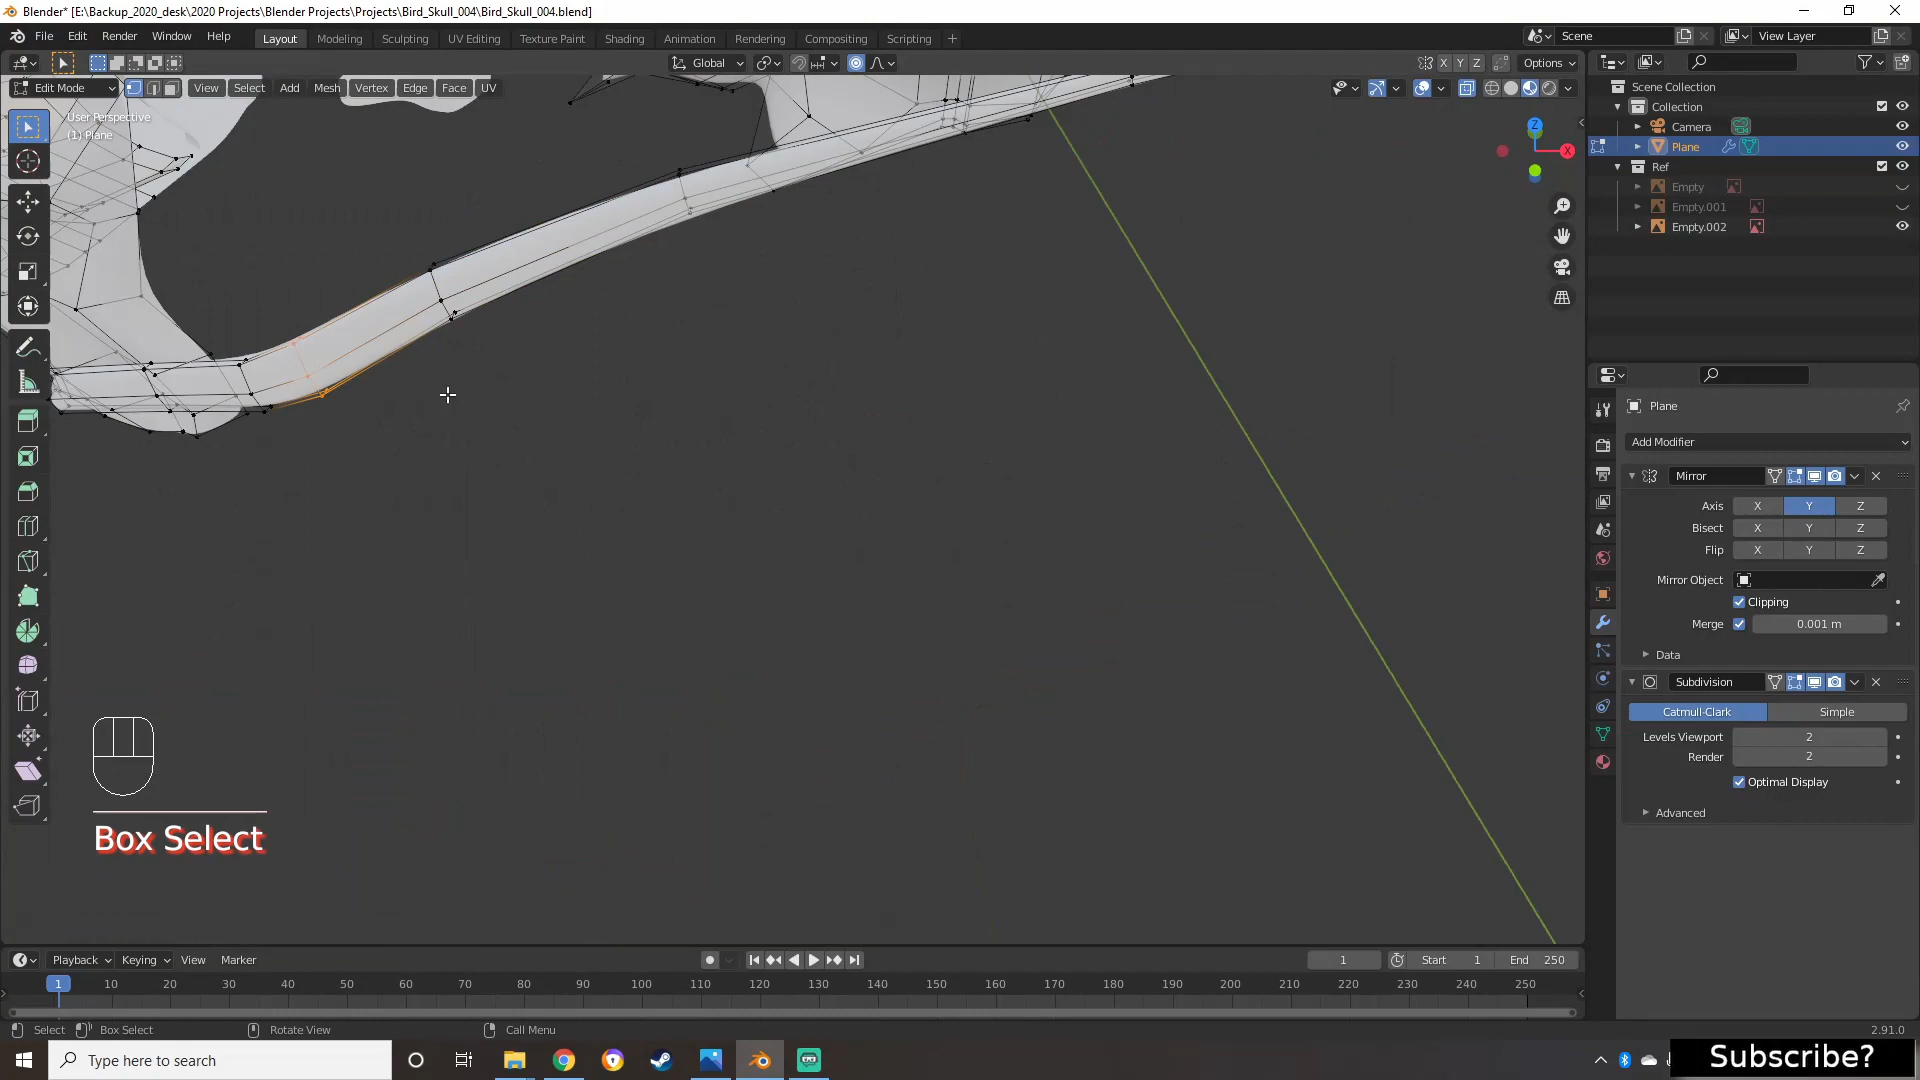 Blender* [E:\Backup_2020_desk\2020 Projects\Blender Projects\Projects\Bird_Skull_004\Bird_Skull_004.blend]
File Edit Render Window Help Layout Modeling Sculpting UV Editing Texture Paint Shading Animation Rendering Compositing Scripting + Scene View Layer
Global X Y Z Options
Edit Mode View Select Add Mesh Vertex Edge Face UV
User Perspective
(1) Plane
Z
X
Scene Collection
Collection
Camera
Plane
Ref
Empty
Empty.001
Empty.002
Plane
Add Modifier
Mirror
Axis X Y Z
Bisect X Y Z
Flip X Y Z
Mirror Object
Clipping
Merge 0.001 m
Data
Subdivision
Catmull-Clark Simple
Levels Viewport 2
Render 2
Optimal Display
Advanced
Box Select
Playback Keying View Marker 1 Start 1 End 250
1 10 20 30 40 50 60 70 80 90 100 110 120 130 140 150 160 170 180 190 200 210 220 230 240 250
Select Box Select Rotate View Call Menu 2.91.0
Type here to search
Subscribe?